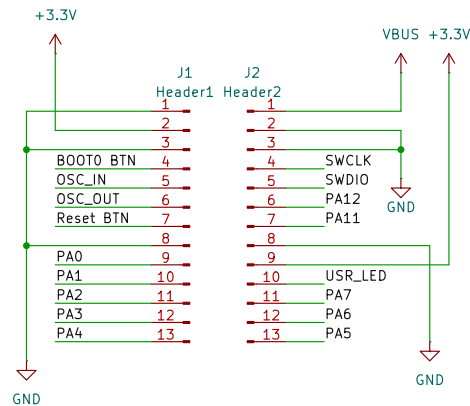 +3.3V
VBUS +3.3V
J1 J2
Header1 Header2
1 1
2 2
3 3
BOOT0 BTN 4 4 SWCLK
OSC_IN 5 5 SWDIO
OSC_OUT 6 6 PA12
GND
Reset BTN 7 7 PA11
8 8
PA0 9 9
PA1 10 10 USR_LED
PA2 11 11 PA7
PA3 12 12 PA6
PA4 13 13 PA5
GND
GND